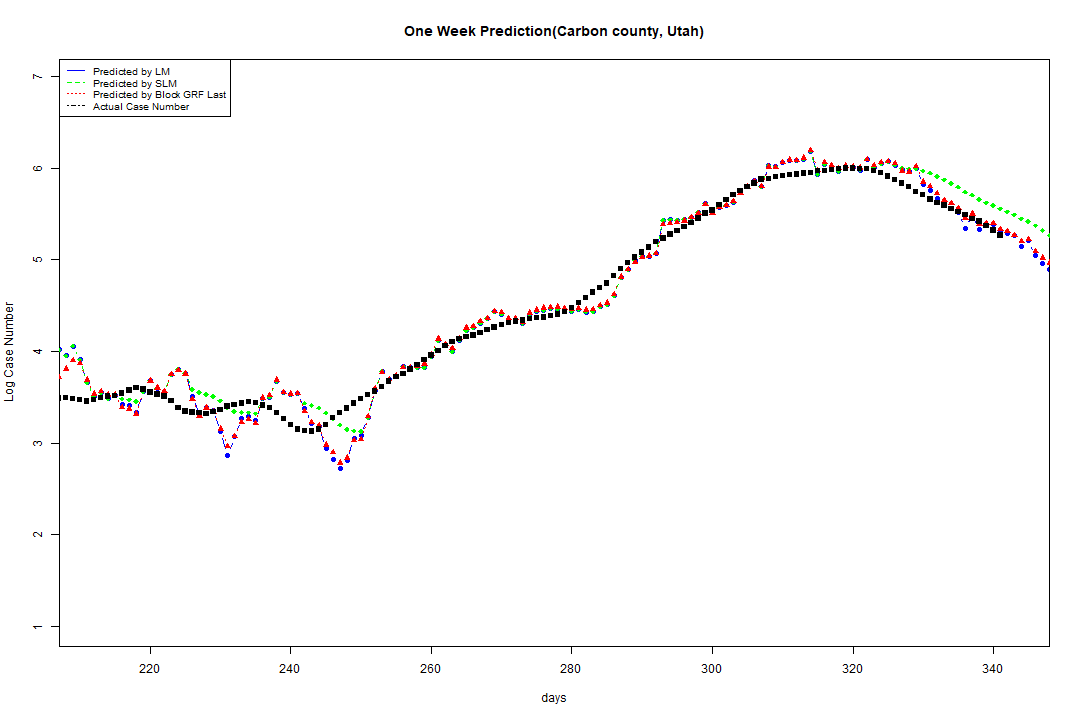 One Week Prediction(Carbon county, Utah)
Predicted by LM
Predicted by SLM
Predicted by Block GRF Last
Actual Case Number
7
6
5
4
3
2
1
Log Case Number
220 240 260 280 300 320 340
days